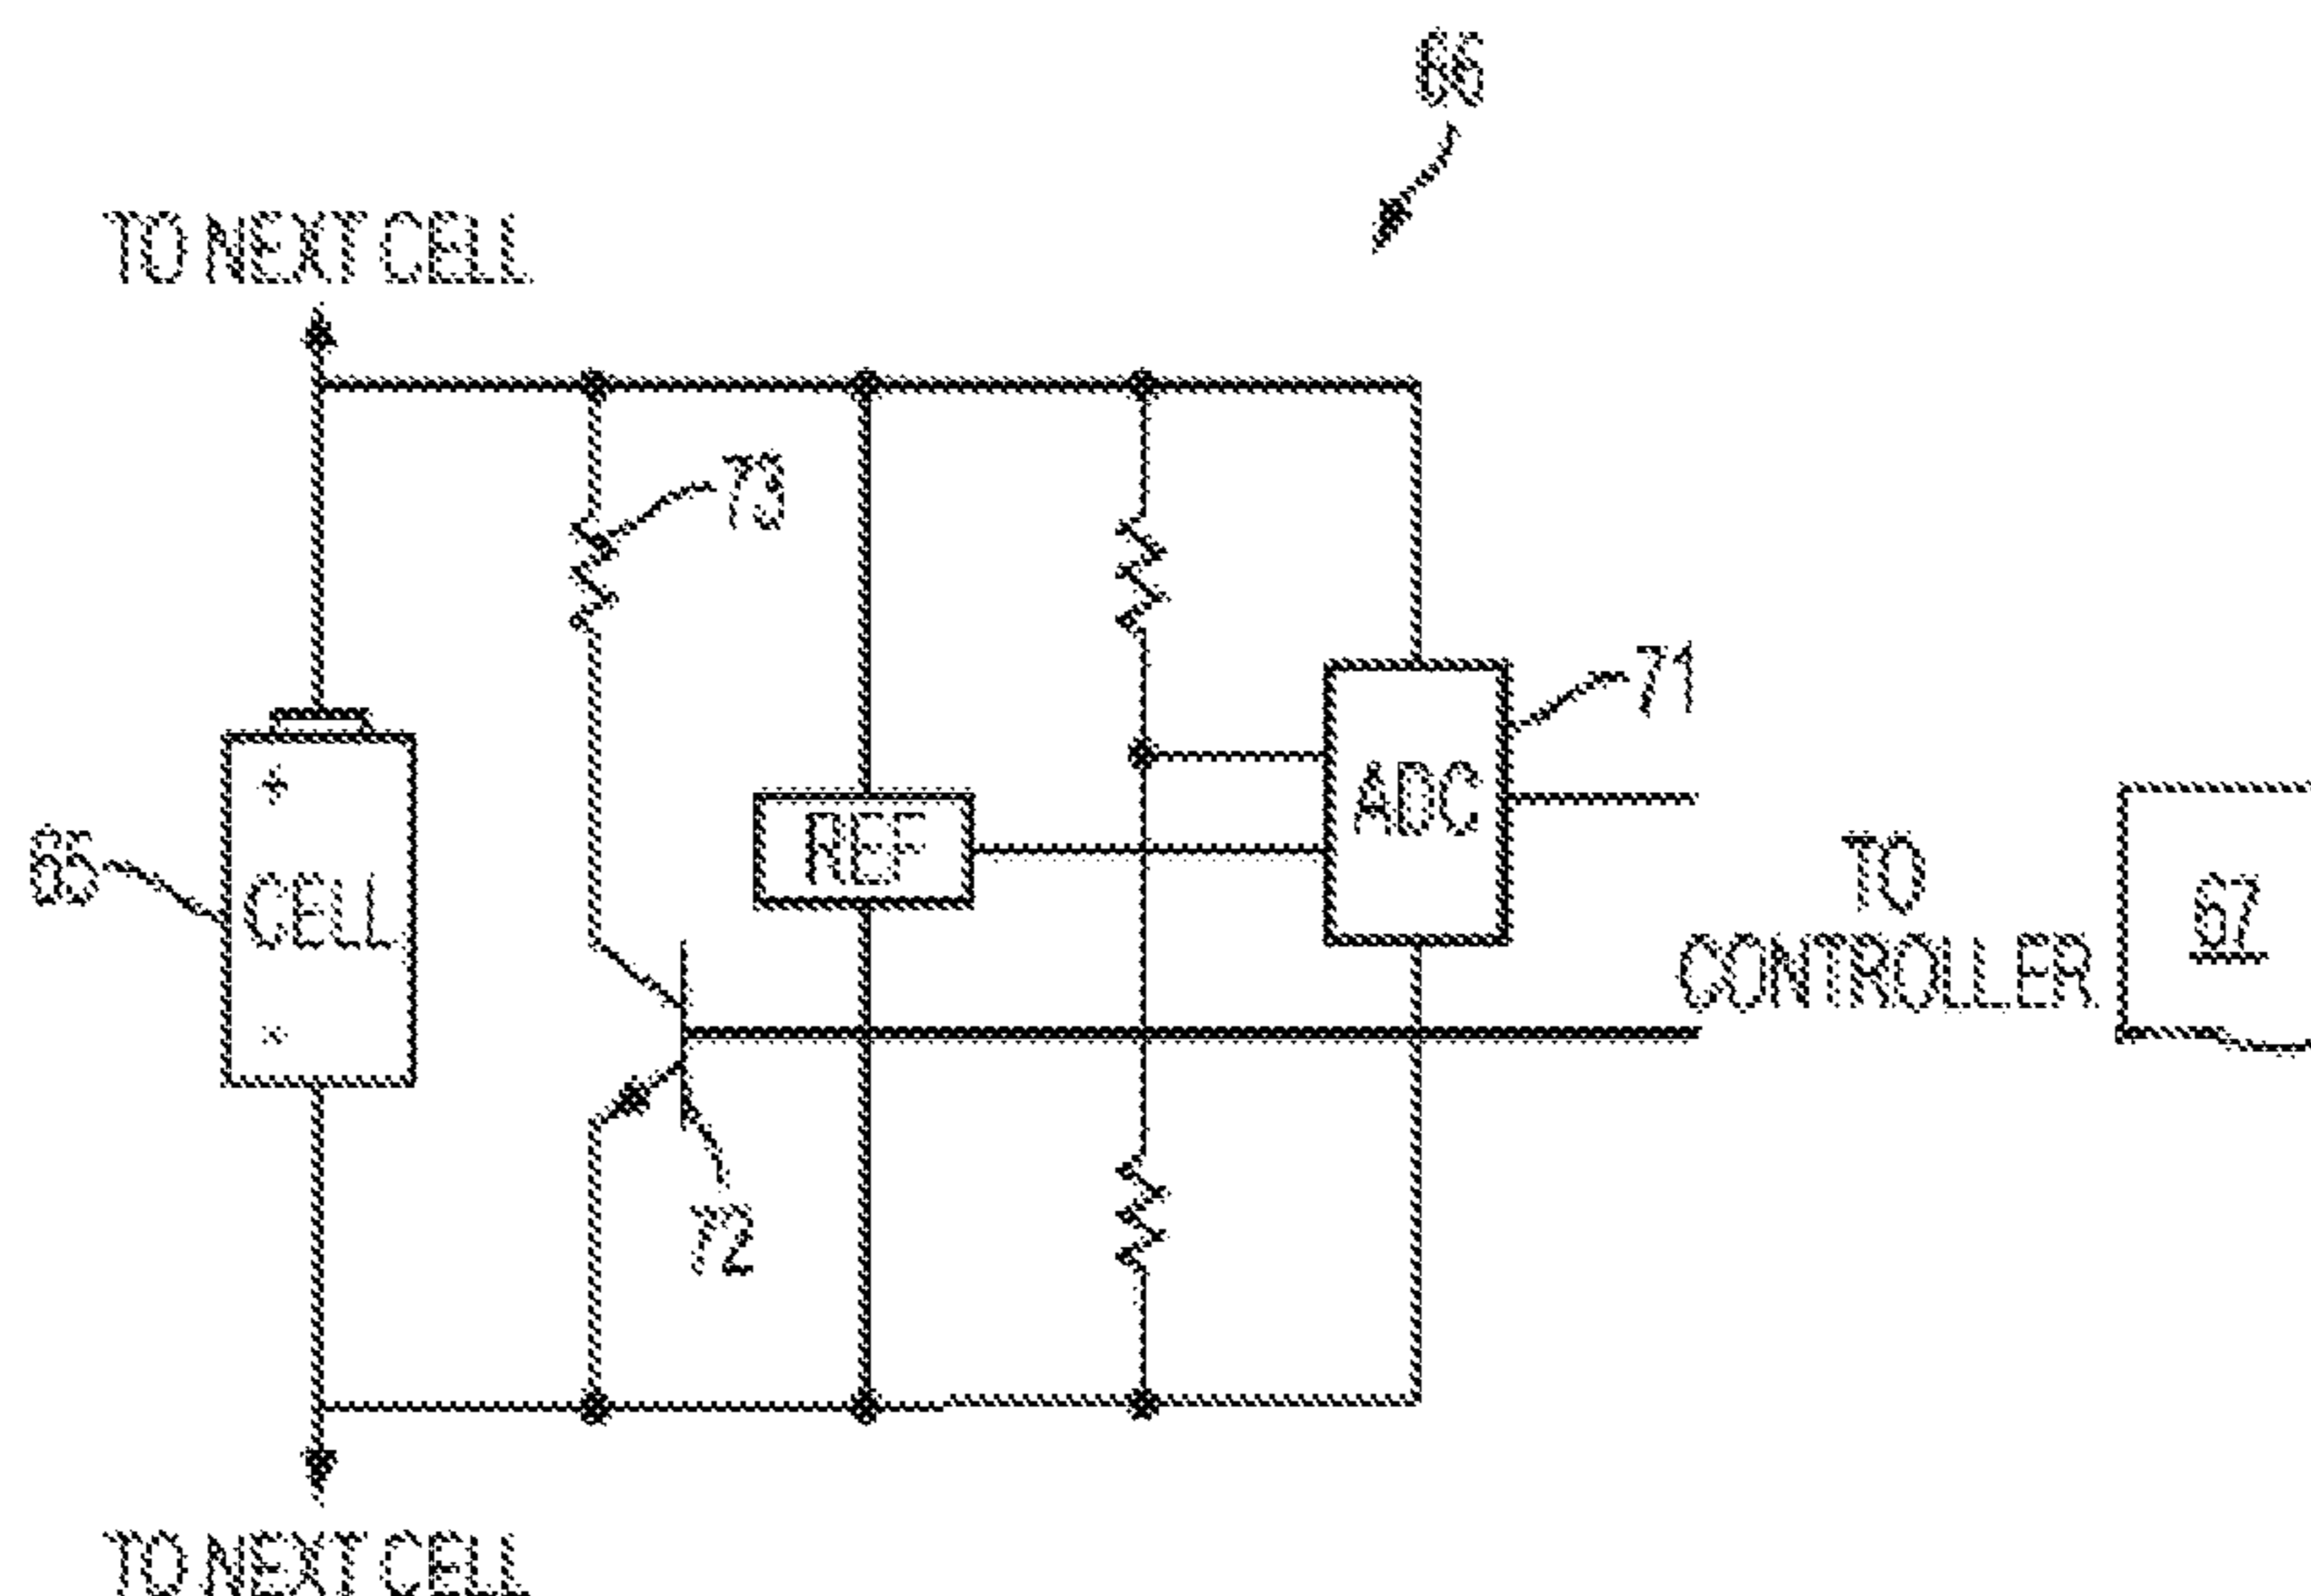 66
TO NEXT CELL
73
71
+
CELL
-
65
REF
ADC
TO
CONTROLLER
67
72
TO NEXT CELL